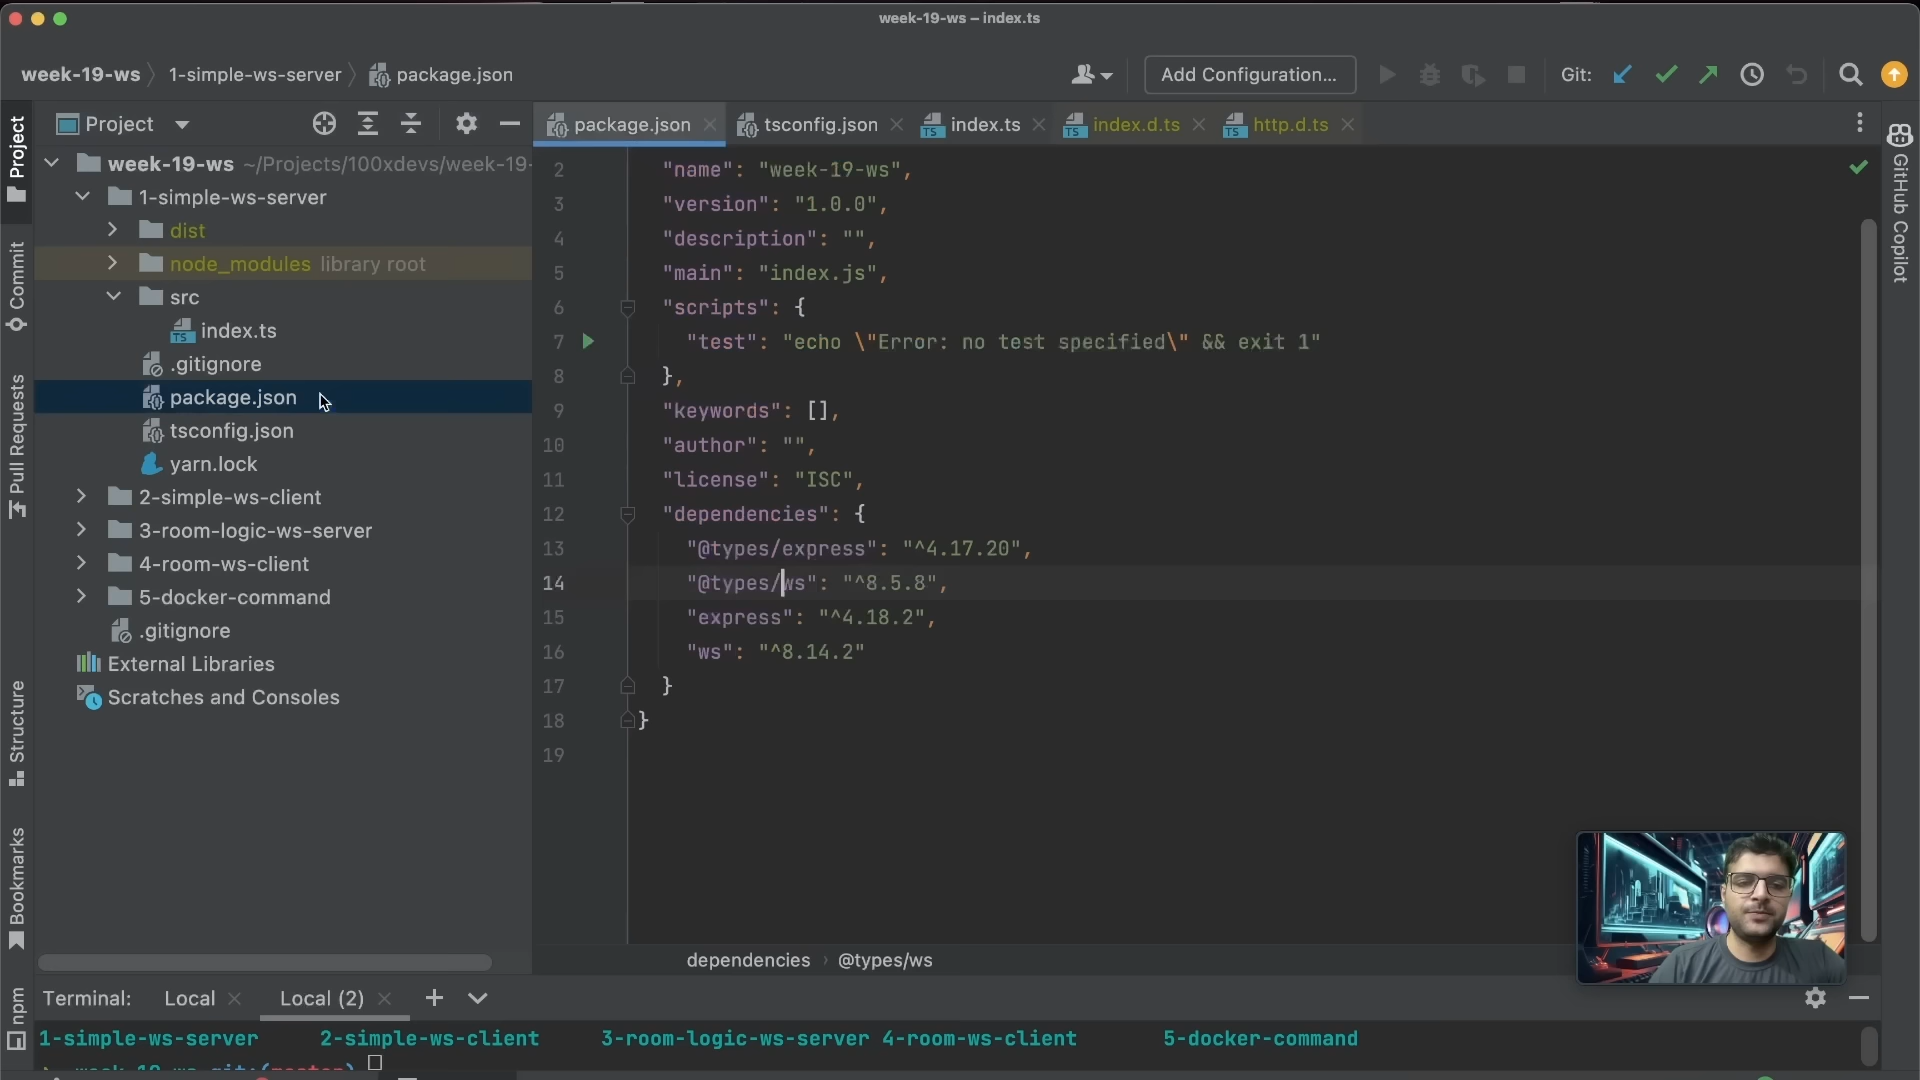 week-19-ws – index.ts
week-19-ws 1-simple-ws-server package.json
Add Configuration...
Git:
Project
package.json
tsconfig.json
index.ts
index.d.ts
http.d.ts
Project
Commit
Pull Requests
Structure
Bookmarks
npm
GitHub Copilot
week-19-ws ~/Projects/100xdevs/week-19-
1-simple-ws-server
dist
node_modules library root
src
index.ts
.gitignore
package.json
tsconfig.json
yarn.lock
2-simple-ws-client
3-room-logic-ws-server
4-room-ws-client
5-docker-command
.gitignore
External Libraries
Scratches and Consoles
2 "name": "week-19-ws",
3 "version": "1.0.0",
4 "description": "",
5 "main": "index.js",
6 "scripts": {
7 "test": "echo \"Error: no test specified\" && exit 1"
8 },
9 "keywords": [],
10 "author": "",
11 "license": "ISC",
12 "dependencies": {
13 "@types/express": "^4.17.20",
14 "@types/ws": "^8.5.8",
15 "express": "^4.18.2",
16 "ws": "^8.14.2"
17 }
18 }
19
dependencies › @types/ws
Terminal: Local Local (2)
1-simple-ws-server 2-simple-ws-client 3-room-logic-ws-server 4-room-ws-client 5-docker-command
week-19-ws git:(master)